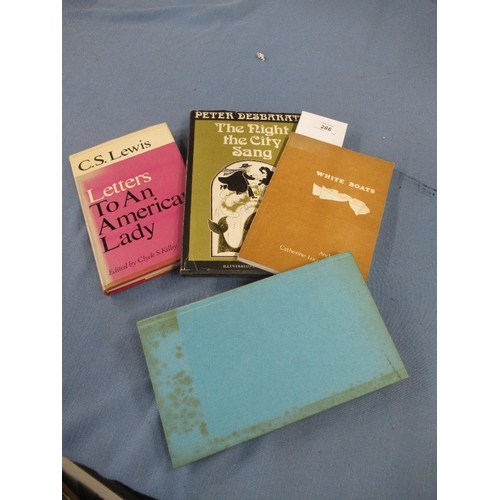 C.S. Lewis
Letters
To An
American
Lady
Edited by Clyde S. Kilby
PETER DESBARATS
The Night
the City
Sang
286
WHITE BOATS
Catherine